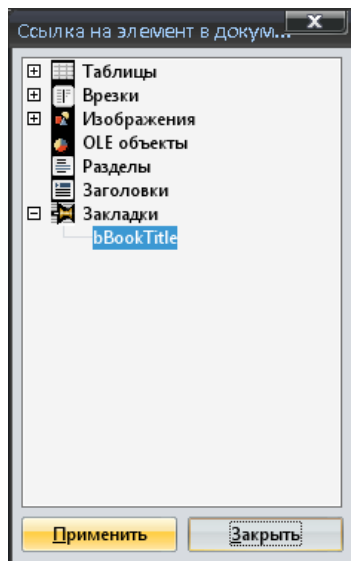 Ссылка на элемент в докум...
Таблицы
Врезки
Изображения
OLE объекты
Разделы
Заголовки
Закладки
bBookTitle
Применить
Закрыть